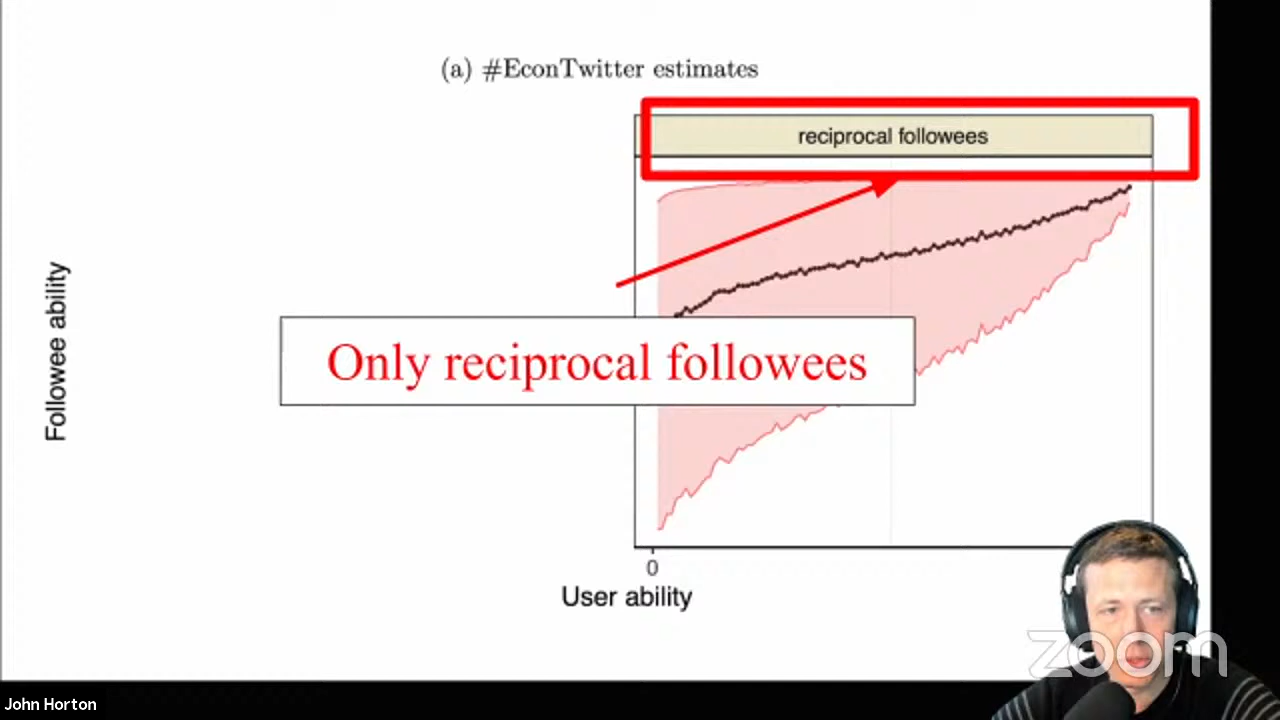 (a) #EconTwitter estimates
reciprocal followees
Followee ability
Only reciprocal followees
0
User ability
zoom
John Horton